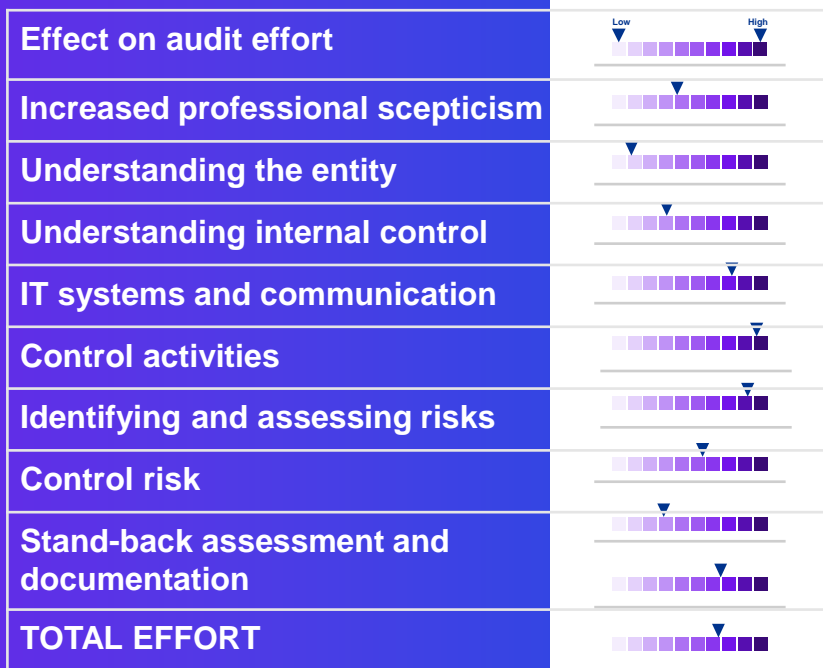 Effect on audit effort
Low
High
Increased professional scepticism
Understanding the entity
Understanding internal control
IT systems and communication
Control activities
Identifying and assessing risks
Control risk
Stand-back assessment and
documentation
TOTAL EFFORT